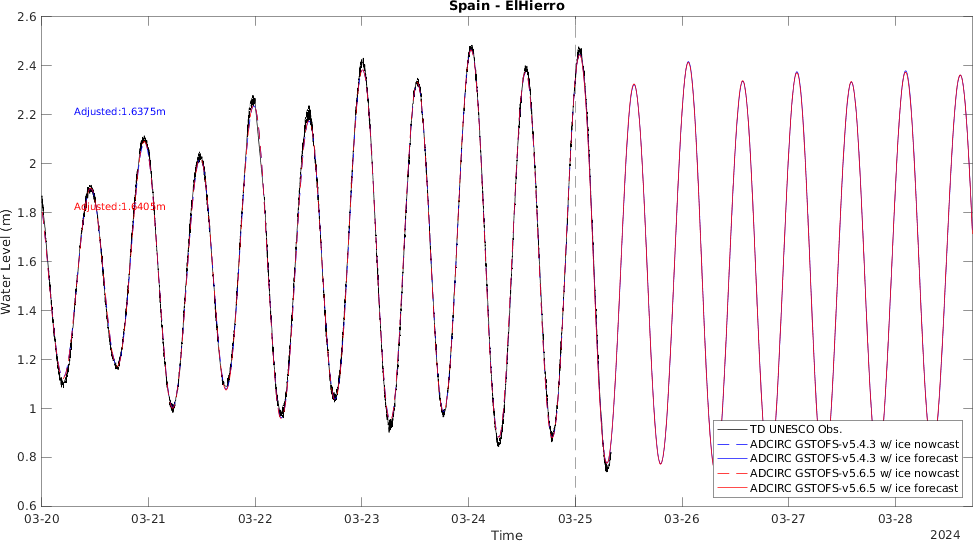 Spain - ElHierro
2.6
2.4
2.2
2
1.8
1.6
1.4
1.2
1
0.8
0.6
Water Level (m)
Adjusted:1.6375m
Adjusted:1.6405m
TD UNESCO Obs.
ADCIRC GSTOFS-v5.4.3 w/ ice nowcast
ADCIRC GSTOFS-v5.4.3 w/ ice forecast
ADCIRC GSTOFS-v5.6.5 w/ ice nowcast
ADCIRC GSTOFS-v5.6.5 w/ ice forecast
03-20 03-21 03-22 03-23 03-24 03-25 03-26 03-27 03-28
Time
2024